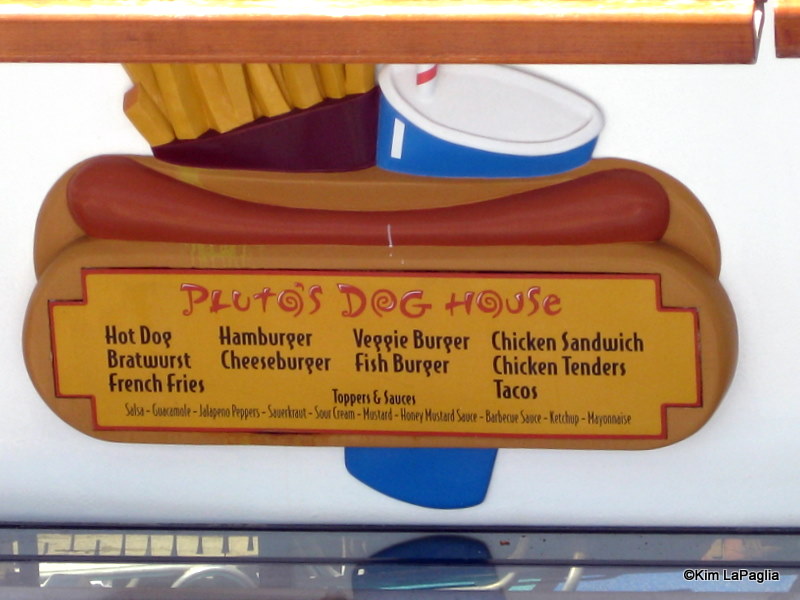 Pluto's Dog House
Hot Dog
Bratwurst
French Fries
Hamburger
Cheeseburger
Veggie Burger
Fish Burger
Chicken Sandwich
Chicken Tenders
Tacos
Toppers & Sauces
Salsa - Guacamole - Jalapeno Peppers - Sauerkraut - Sour Cream - Mustard - Honey Mustard Sauce - Barbecue Sauce - Ketchup - Mayonnaise
©Kim LaPaglia